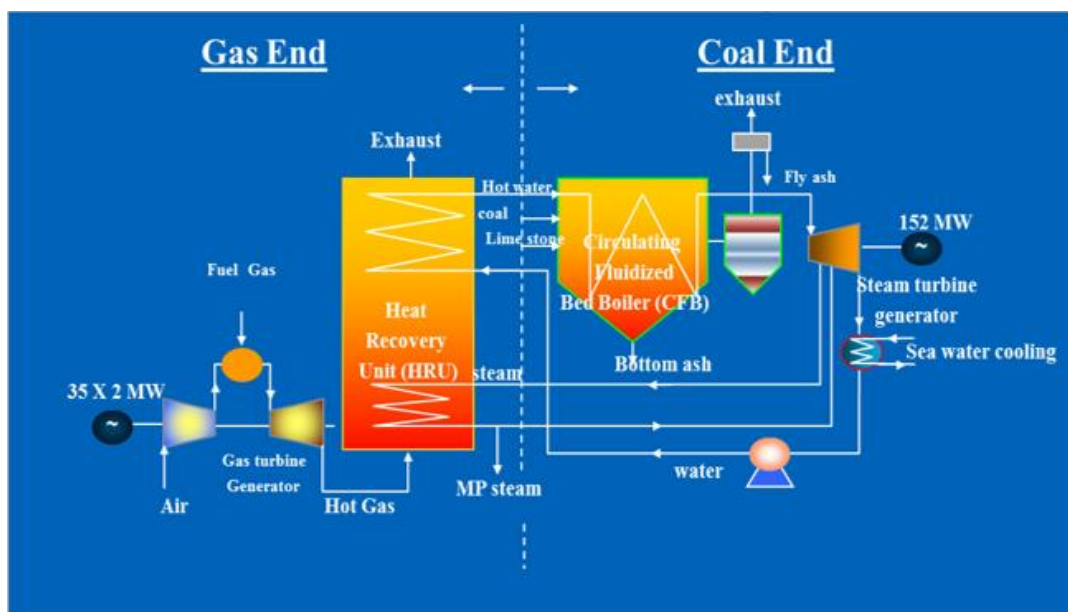 Gas End
Coal End
exhaust
Exhaust
Fly ash
Hot water
coal
Lime stone
152 MW
~
Circulating
Fluidized
Bed Boiler (CFB)
Steam turbine
generator
Fuel Gas
Heat
Recovery
Unit (HRU)
steam
Bottom ash
Sea water cooling
35 X 2 MW
~
Gas turbine
Generator
water
MP steam
Air
Hot Gas